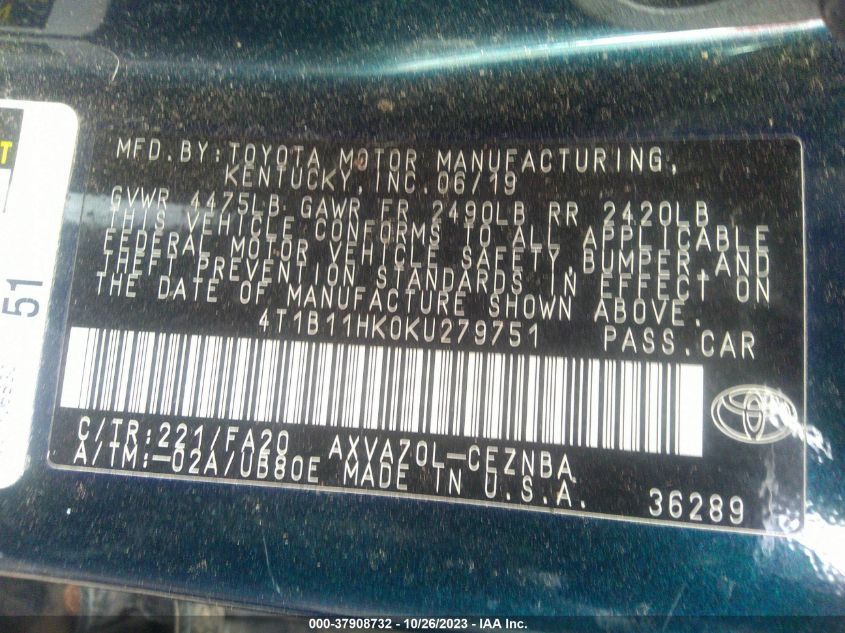 MFD.BY:TOYOTA MOTOR MANUFACTURING,
KENTUCKY,INC.06/19
GVWR 4475LB GAWR FR 2490LB RR 2420LB
THIS VEHICLE CONFORMS TO ALL APPLICABLE
FEDERAL MOTOR VEHICLE SAFETY,BUMPER,AND
THEFT PREVENTION STANDARDS IN EFFECT ON
THE DATE OF MANUFACTURE SHOWN ABOVE.
4T1B11HK0KU279751 PASS.CAR
C/TR:221/FA20 AXVA70L-CEZNBA
A/TM:-02A/UB80E MADE IN U.S.A.
36289
51
000-37908732 - 10/26/2023 - IAA Inc.